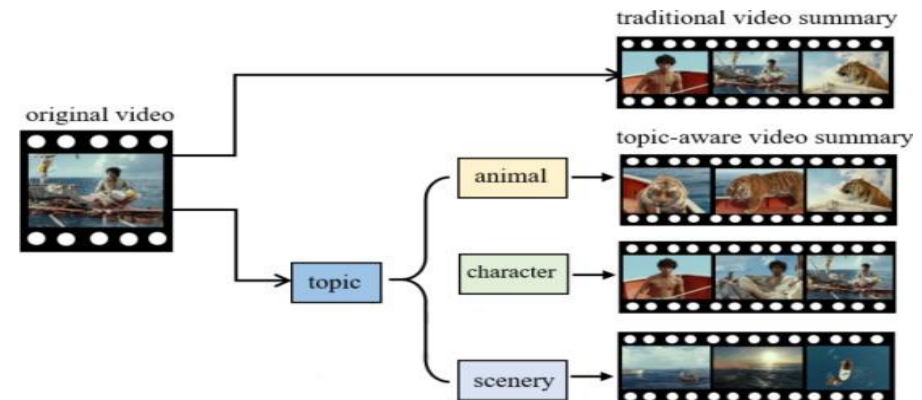 traditional video summary
original video
topic-aware video summary
animal
character
topic
scenery